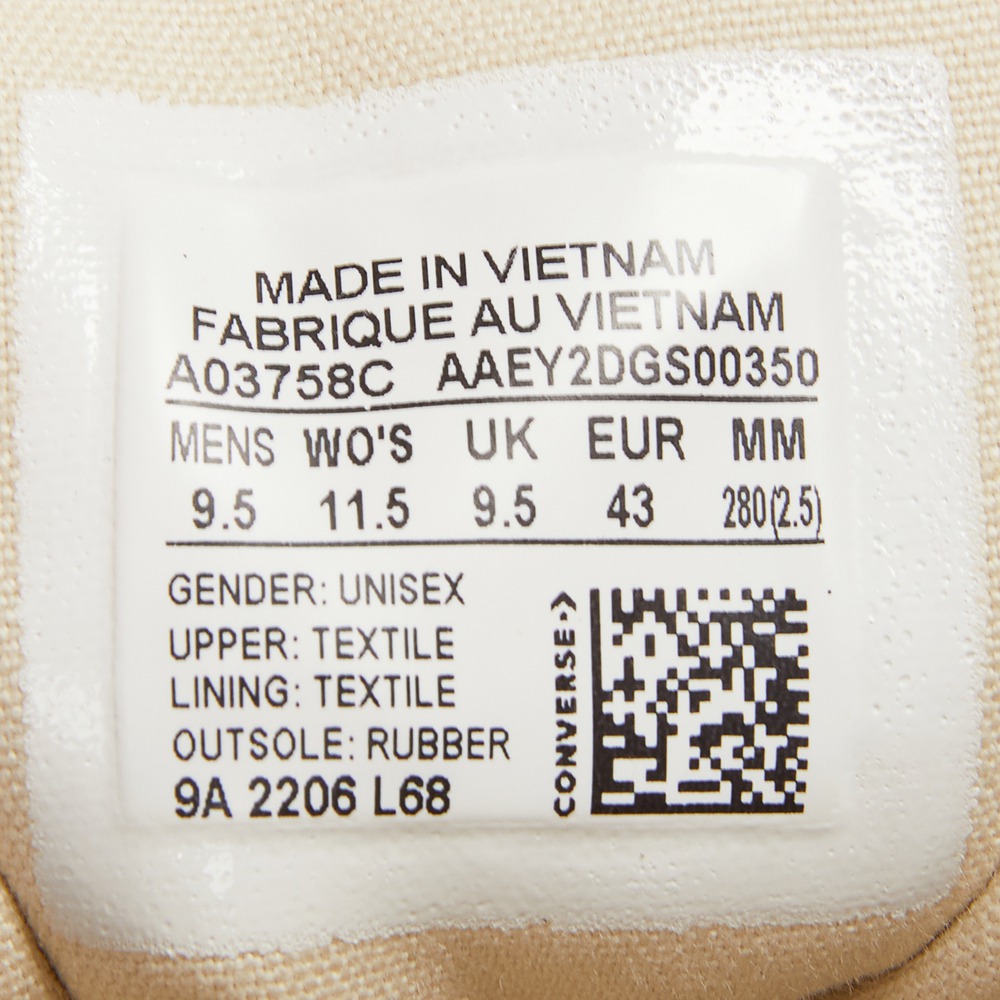 MADE IN VIETNAM
FABRIQUE AU VIETNAM
A03758C AAEY2DGS00350
MENS WO'S UK EUR MM
9.5 11.5 9.5 43 280(2.5)
GENDER: UNISEX
UPPER: TEXTILE
LINING: TEXTILE
OUTSOLE: RUBBER
9A 2206 L68
CONVERSE